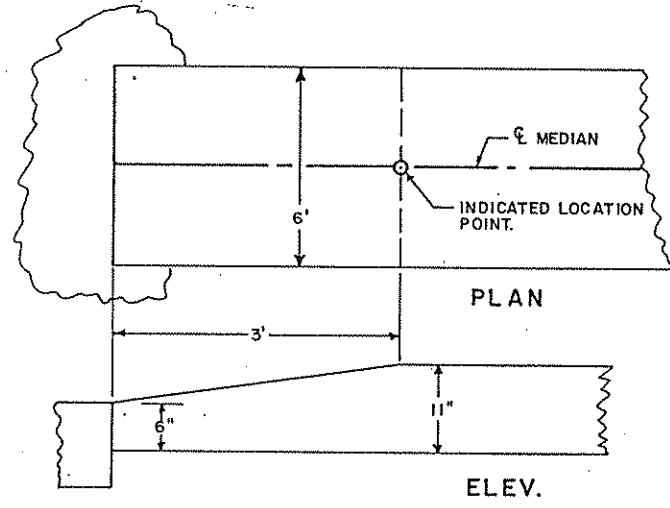 ℄ MEDIAN
INDICATED LOCATION
POINT.
6'
PLAN
3'
6"
11"
ELEV.